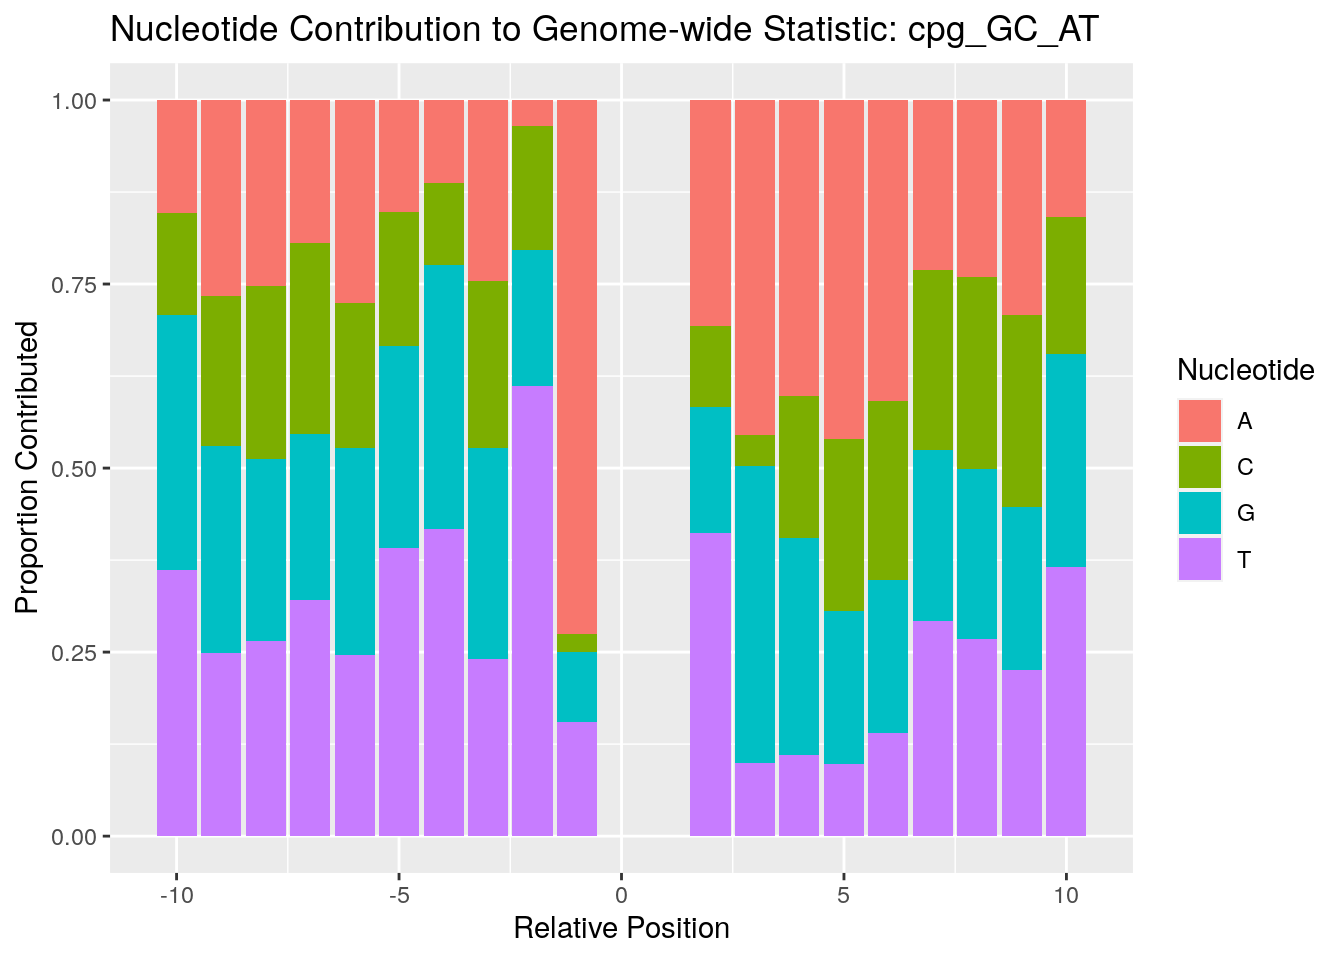 Nucleotide Contribution to Genome-wide Statistic: cpg_GC_AT
1.00
0.75
0.50
0.25
0.00
Proportion Contributed
-10
-5
0
5
10
Relative Position
Nucleotide
A
C
G
T